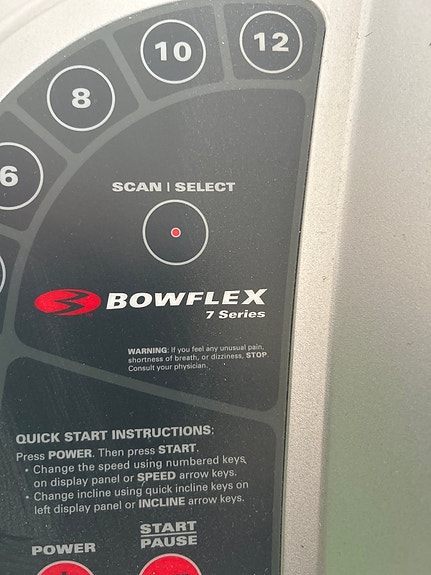 12
10
8
6
SCAN | SELECT
BOWFLEX
7 Series
WARNING: If you feel any unusual pain,
shortness of breath, or dizziness, STOP.
Consult your physician.
QUICK START INSTRUCTIONS:
Press POWER. Then press START.
• Change the speed using numbered keys
on display panel or SPEED arrow keys.
• Change incline using quick incline keys on
left display panel or INCLINE arrow keys.
POWER
START
PAUSE